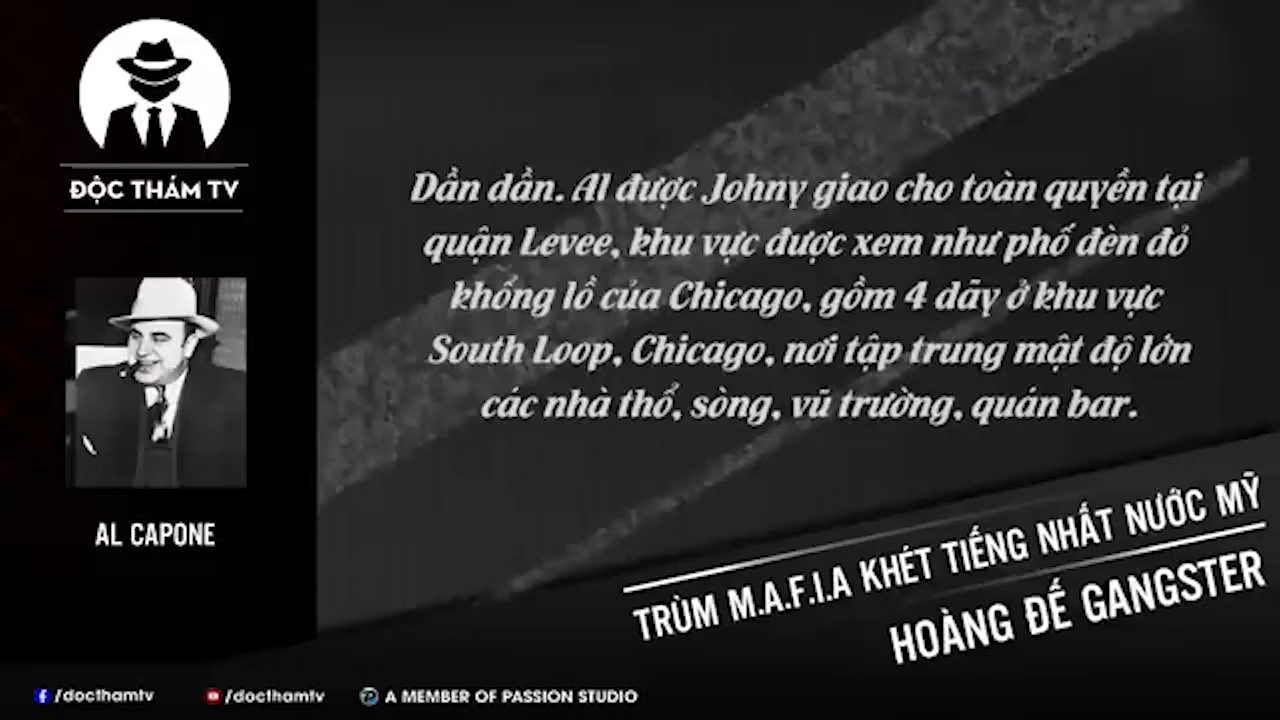 ĐỘC THÁM TV
AL CAPONE
Dần dần. Al được Johny giao cho toàn quyền tại
quận Levee, khu vực được xem như phố đèn đỏ
khổng lồ của Chicago, gồm 4 dãy ở khu vực
South Loop, Chicago, nơi tập trung mật độ lớn
các nhà thổ, sòng, vũ trường, quán bar.
TRÙM M.A.F.I.A KHÉT TIẾNG NHẤT NƯỚC MỸ
HOÀNG ĐẾ GANGSTER
/docthamtv /docthamtv A MEMBER OF PASSION STUDIO